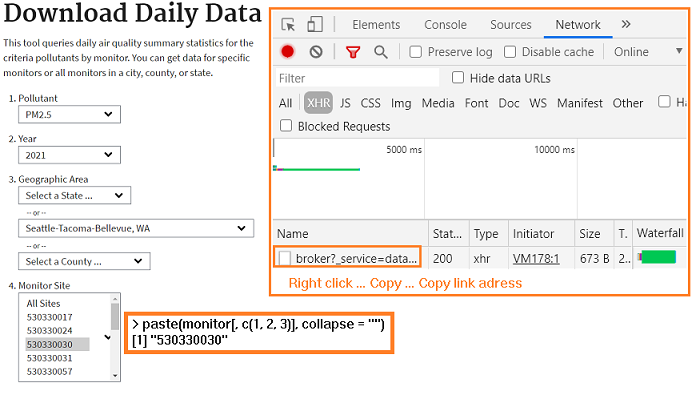 Download Daily Data
This tool queries daily air quality summary statistics for the
criteria pollutants by monitor. You can get data for specific
monitors or all monitors in a city, county, or state.
1. Pollutant
PM2.5
2. Year
2021
3. Geographic Area
Select a State ...
-- or --
Seattle-Tacoma-Bellevue, WA
-- or --
Select a County ...
4. Monitor Site
All Sites
530330017
530330024
530330030
530330031
530330057
> paste(monitor[, c(1, 2, 3)], collapse = "")
[1] "530330030"
Elements Console Sources Network »
Preserve log Disable cache Online
Filter Hide data URLs
All XHR JS CSS Img Media Font Doc WS Manifest Other Ha
Blocked Requests
5000 ms 10000 ms
Name Stat... Type Initiator Size T. Waterfall
broker?_service=data... 200 xhr VM178:1 673 B 2..
Right click ... Copy ... Copy link adress